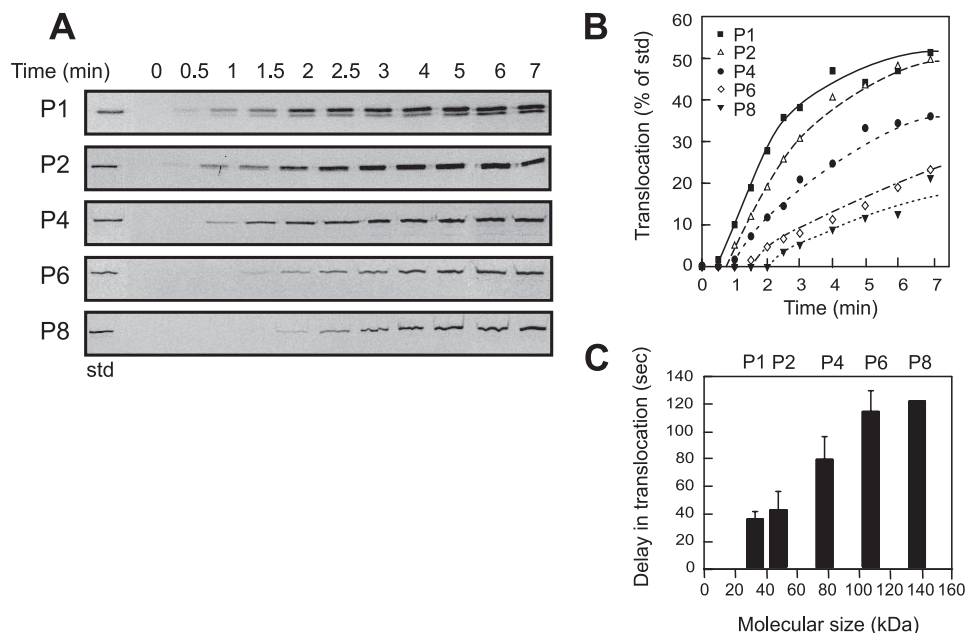 A
Time (min) 0 0.5 1 1.5 2 2.5 3 4 5 6 7
P1
P2
P4
P6
P8
std
B
Translocation (% of std)
60
50
40
30
20
10
0
P1
P2
P4
P6
P8
0 1 2 3 4 5 6 7
Time (min)
C
P1 P2 P4 P6 P8
Delay in translocation (sec)
140
120
100
80
60
40
20
0
0 20 40 60 80 100 120 140 160
Molecular size (kDa)